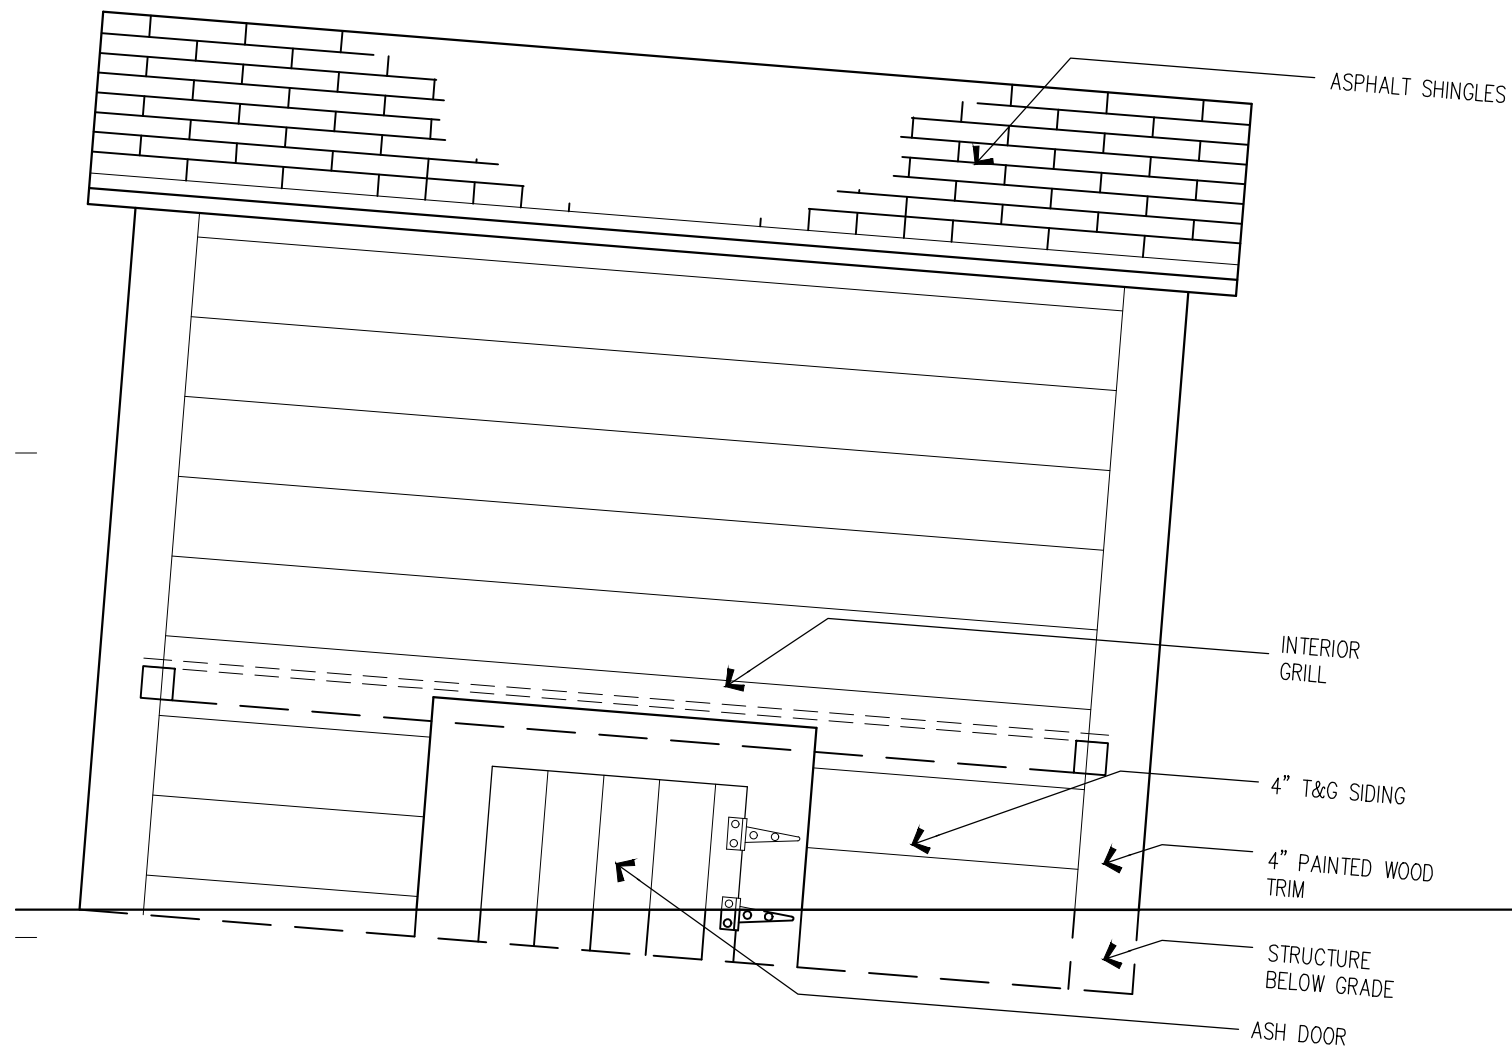 ASPHALT SHINGLES
INTERIOR
GRILL
4" T&G SIDING
4" PAINTED WOOD
TRIM
STRUCTURE
BELOW GRADE
ASH DOOR